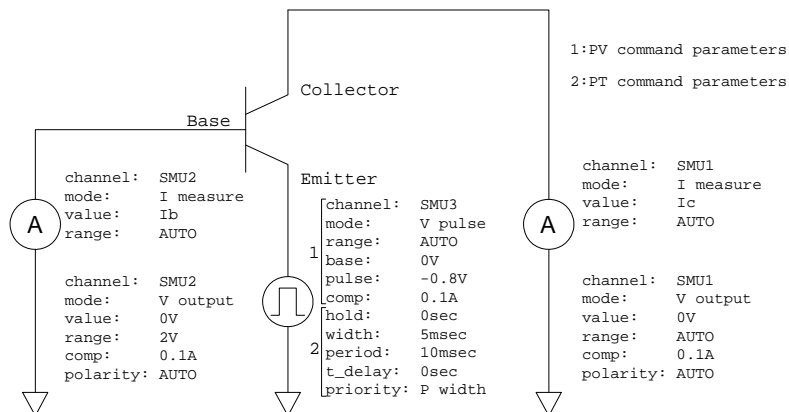 1:PV command parameters
2:PT command parameters
Collector
Base
Emitter
channel: SMU2
mode: I measure
value: Ib
range: AUTO
A
channel: SMU2
mode: V output
value: 0V
range: 2V
comp: 0.1A
polarity: AUTO
1
channel: SMU3
mode: V pulse
range: AUTO
base: 0V
pulse: -0.8V
comp: 0.1A
2
hold: 0sec
width: 5msec
period: 10msec
t_delay: 0sec
priority: P width
channel: SMU1
mode: I measure
value: Ic
range: AUTO
A
channel: SMU1
mode: V output
value: 0V
range: AUTO
comp: 0.1A
polarity: AUTO